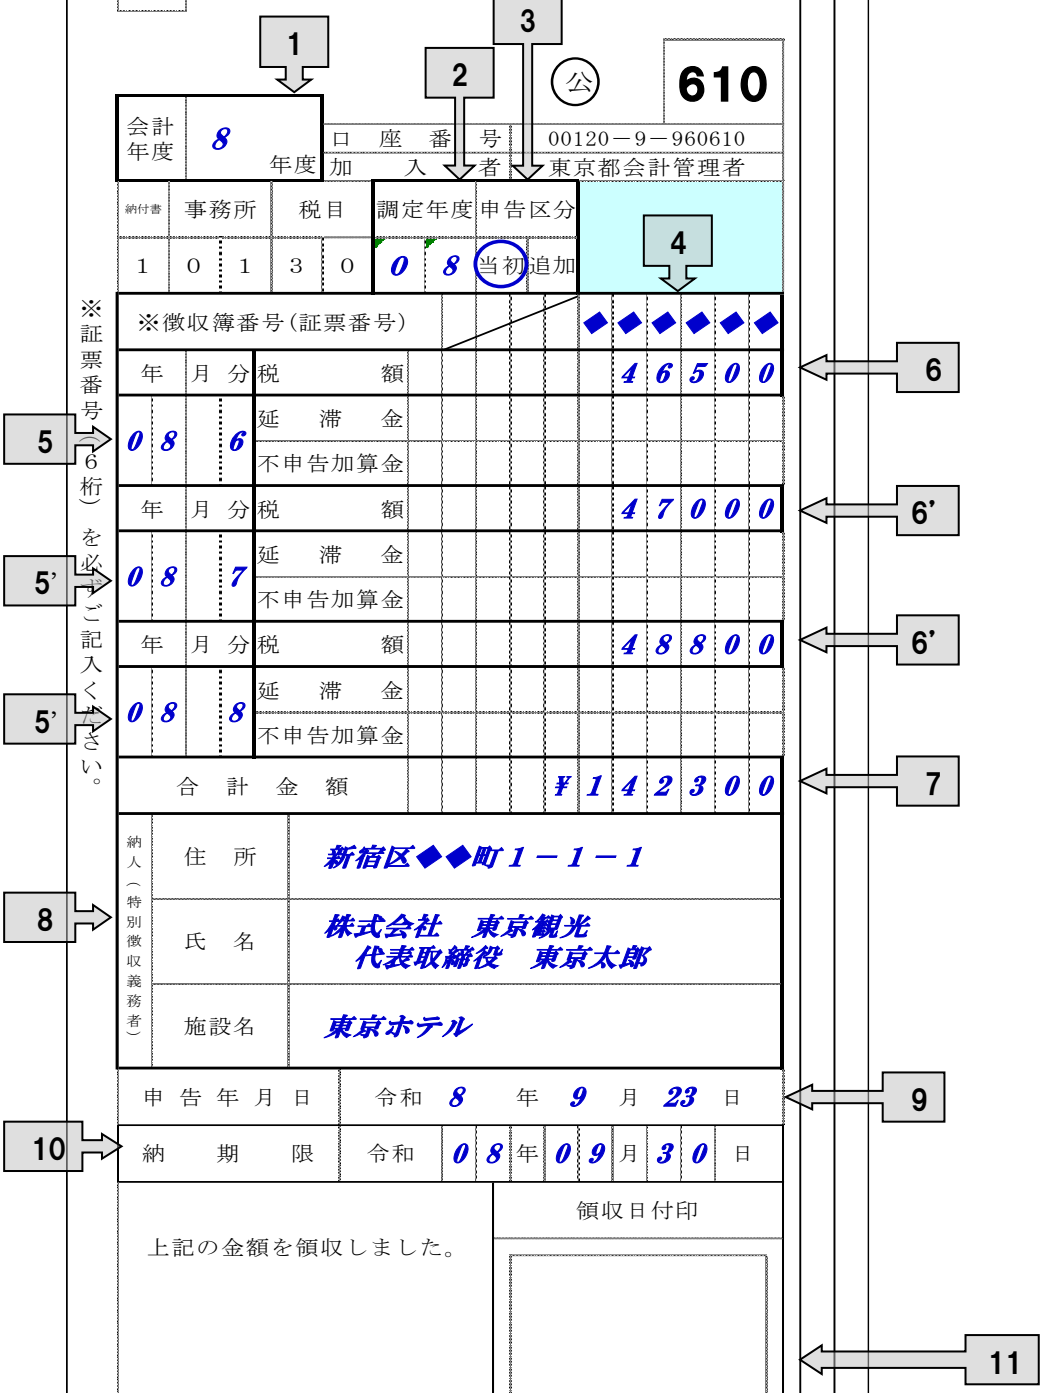 3
1
2
公
610
会計年度 8 年度
口座番号 00120－9－960610
加入者 東京都会計管理者
納付書 事務所 税目 調定年度 申告区分
4
1 0 1 3 0 0 8 当初 追加
※徴収簿番号(証票番号) ◆◆◆◆◆◆
※証票番号（6桁）を必ずご記入ください。
年 月分 税額 46500
6
5
08 6 延滞金
不申告加算金
年 月分 税額 47000
6’
5’
08 7 延滞金
不申告加算金
年 月分 税額 48800
6’
5’
08 8 延滞金
不申告加算金
合計金額 ¥142300
7
納人（特別徴収義務者）
8
住所 新宿区◆◆町１－１－１
氏名 株式会社　東京観光
代表取締役　東京太郎
施設名 東京ホテル
申告年月日 令和 8 年 9 月 23 日
9
10
納期限 令和 08年09月30日
領収日付印
上記の金額を領収しました。
11